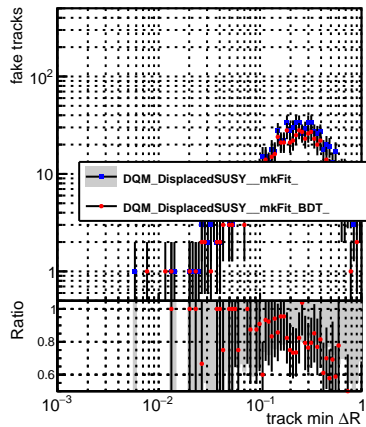 fake tracks
10²
10
DQM_DisplacedSUSY__mkFit_
DQM_DisplacedSUSY__mkFit_BDT_
1
Ratio
1
0.8
0.6
10⁻³ 10⁻² 10⁻¹ 1
track min ΔR